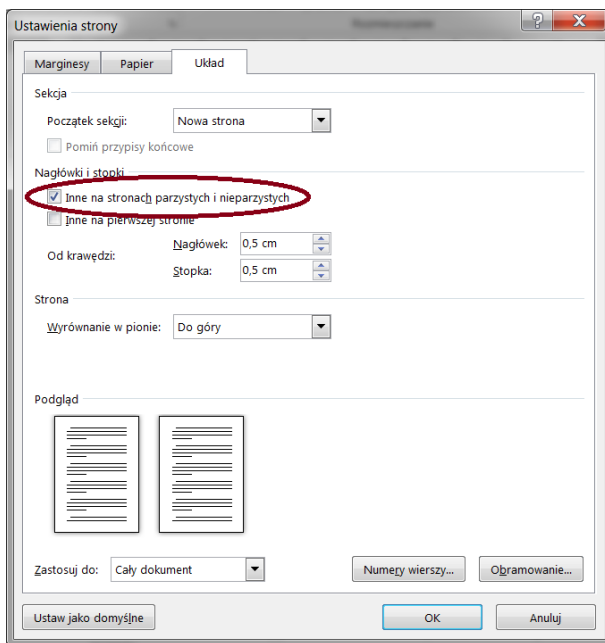 Ustawienia strony
Marginesy Papier Układ
Sekcja
Początek sekcji: Nowa strona
Pomiń przypisy końcowe
Nagłówki i stopki
Inne na stronach parzystych i nieparzystych
Inne na pierwszej stronie
Nagłówek: 0,5 cm
Od krawędzi:
Stopka: 0,5 cm
Strona
Wyrównanie w pionie: Do góry
Podgląd
Zastosuj do: Cały dokument Numery wierszy... Obramowanie...
Ustaw jako domyślne OK Anuluj